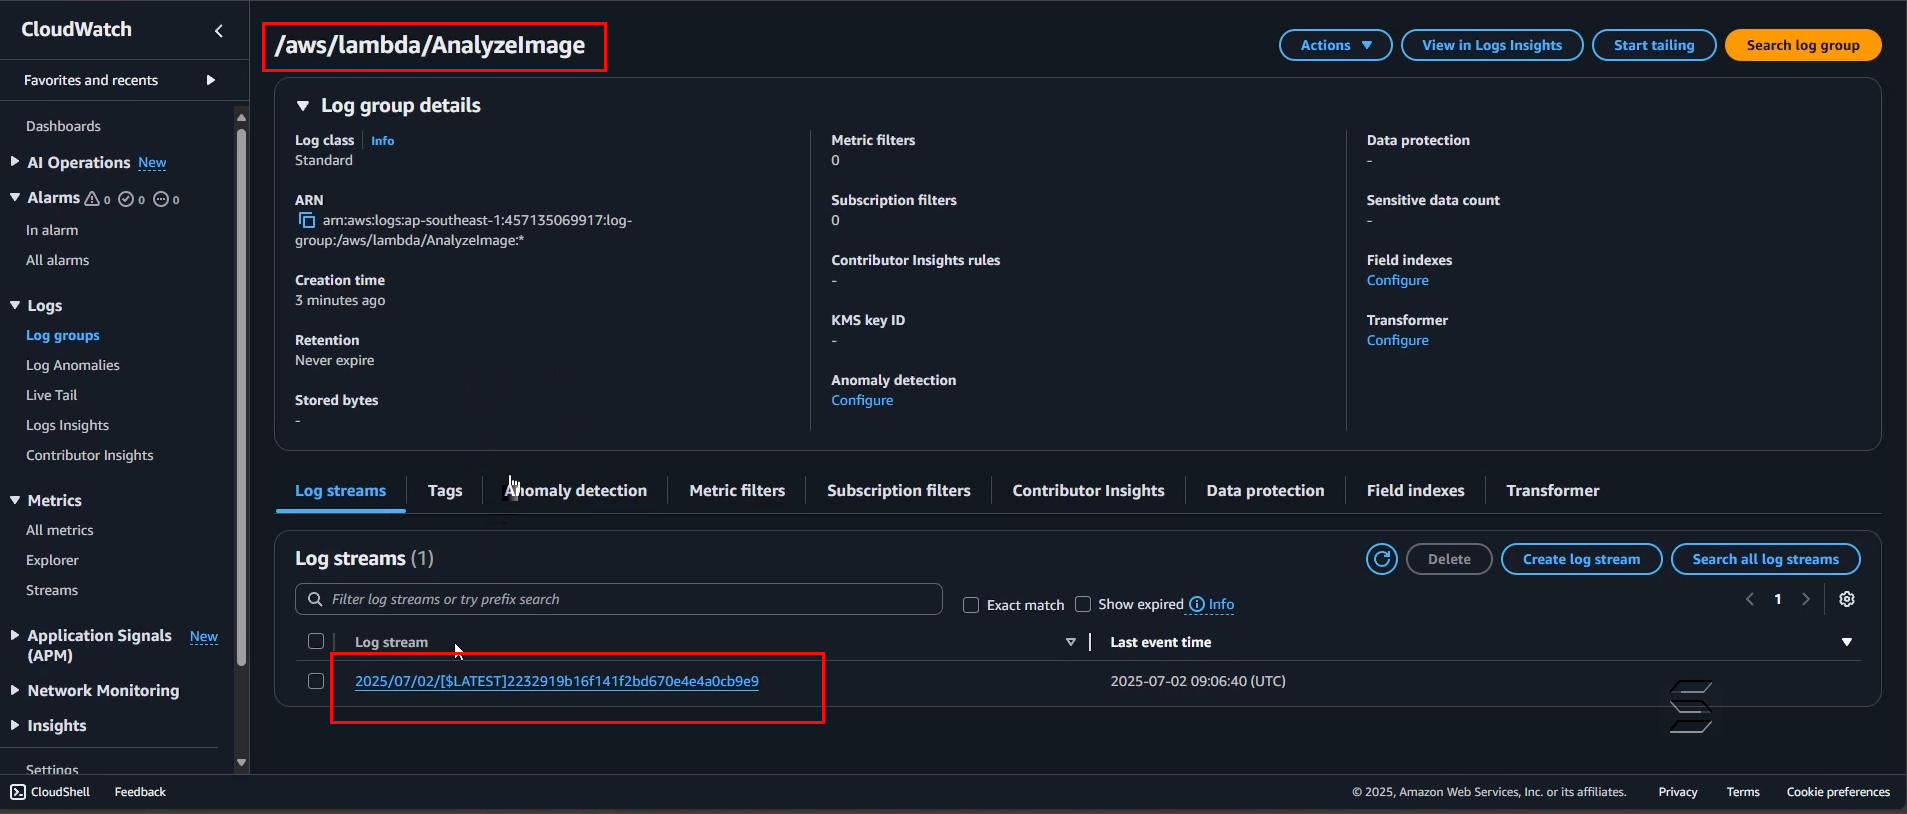 CloudWatch
Favorites and recents
Dashboards
AI Operations New
Alarms 0 0 0
In alarm
All alarms
Logs
Log groups
Log Anomalies
Live Tail
Logs Insights
Contributor Insights
Metrics
All metrics
Explorer
Streams
Application Signals New
(APM)
Network Monitoring
Insights
Settings
/aws/lambda/AnalyzeImage
Actions
View in Logs Insights
Start tailing
Search log group
Log group details
Log class Info
Standard
ARN
arn:aws:logs:ap-southeast-1:457135069917:log-
group:/aws/lambda/AnalyzeImage:*
Creation time
3 minutes ago
Retention
Never expire
Stored bytes
-
Metric filters
0
Subscription filters
0
Contributor Insights rules
-
KMS key ID
-
Anomaly detection
Configure
Data protection
-
Sensitive data count
-
Field indexes
Configure
Transformer
Configure
Log streams Tags Anomaly detection Metric filters Subscription filters Contributor Insights Data protection Field indexes Transformer
Log streams (1)
Delete
Create log stream
Search all log streams
Filter log streams or try prefix search
Exact match
Show expired Info
1
Log stream Last event time
2025/07/02/[$LATEST]2232919b16f141f2bd670e4e4a0cb9e9 2025-07-02 09:06:40 (UTC)
CloudShell Feedback © 2025, Amazon Web Services, Inc. or its affiliates. Privacy Terms Cookie preferences